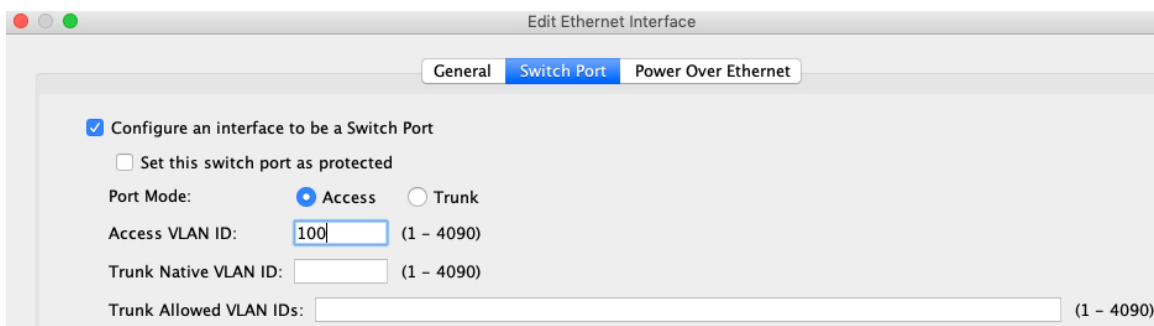 Edit Ethernet Interface
General Switch Port Power Over Ethernet
Configure an interface to be a Switch Port
Set this switch port as protected
Port Mode: Access Trunk
Access VLAN ID: 100 (1 - 4090)
Trunk Native VLAN ID: (1 - 4090)
Trunk Allowed VLAN IDs: (1 - 4090)